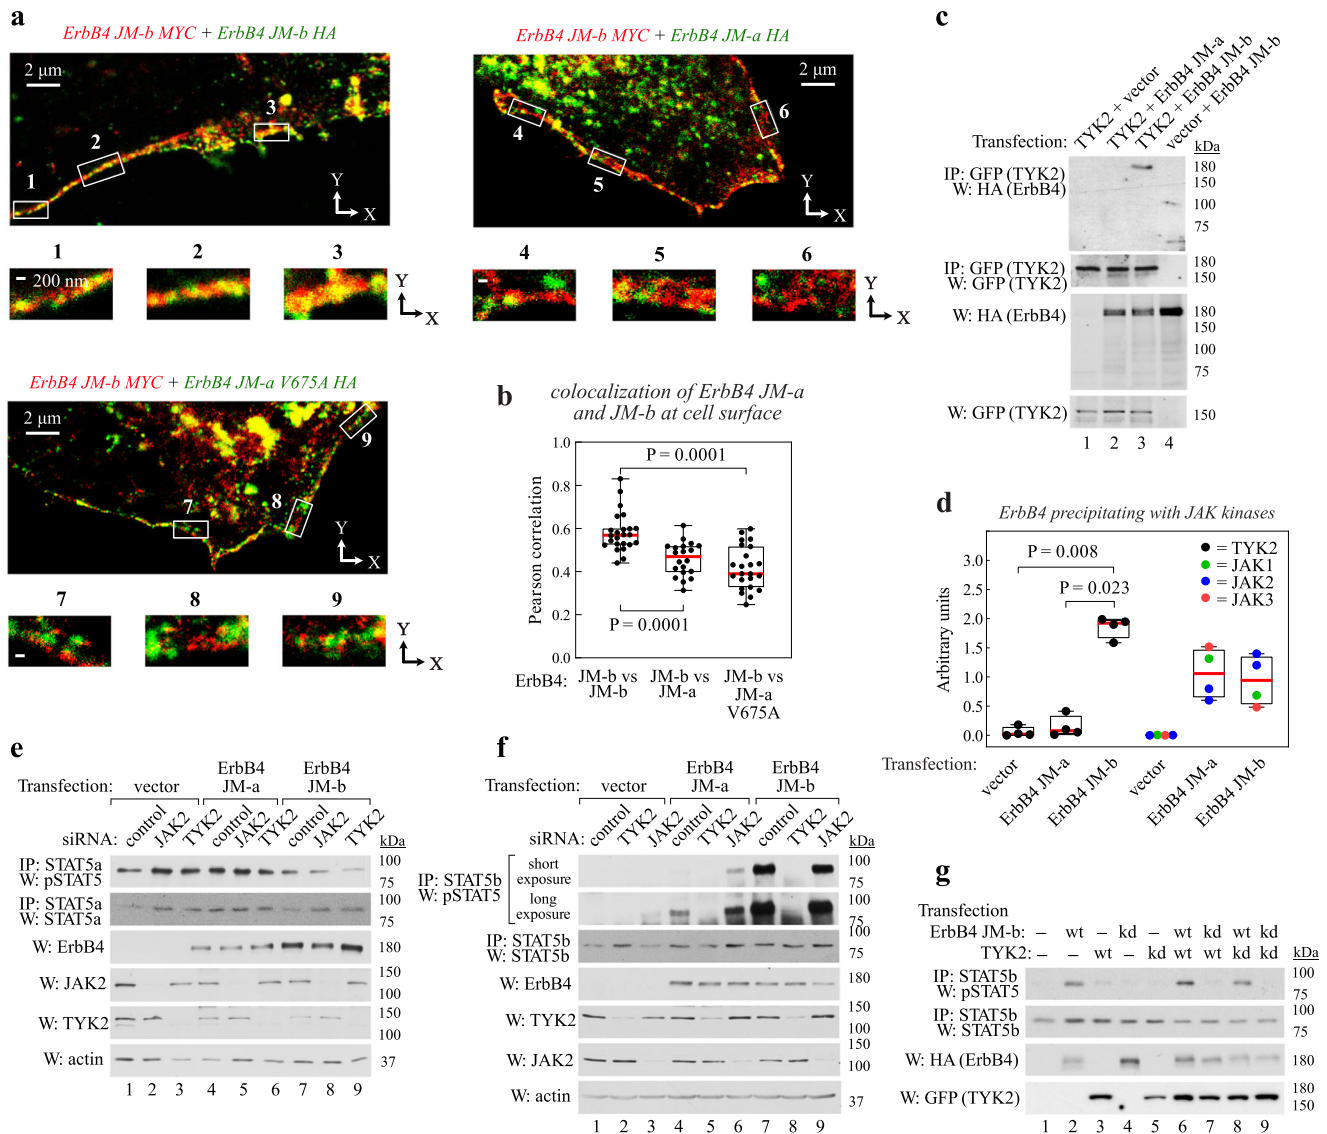 a
ErbB4 JM-b MYC + ErbB4 JM-b HA
2 μm
1
2
3
Y
X
1
2
3
200 nm
Y
X
ErbB4 JM-b MYC + ErbB4 JM-a HA
2 μm
4
5
6
Y
X
4
5
6
Y
X
ErbB4 JM-b MYC + ErbB4 JM-a V675A HA
2 μm
7
8
9
Y
X
7
8
9
Y
X
b
colocalization of ErbB4 JM-a
and JM-b at cell surface
Pearson correlation
1.0
0.8
0.6
0.4
0.2
0.0
P = 0.0001
P = 0.0001
ErbB4:
JM-b vs JM-b
JM-b vs JM-a
JM-b vs JM-a V675A
c
Transfection:
TYK2 + vector
TYK2 + ErbB4 JM-a
TYK2 + ErbB4 JM-b
vector + ErbB4 JM-b
kDa
IP: GFP (TYK2)
W: HA (ErbB4)
180
150
100
75
IP: GFP (TYK2)
W: GFP (TYK2)
180
150
W: HA (ErbB4)
180
150
100
75
W: GFP (TYK2)
150
1 2 3 4
d
ErbB4 precipitating with JAK kinases
Arbitrary units
3.0
2.5
2.0
1.5
1.0
0.5
0.0
P = 0.008
P = 0.023
= TYK2
= JAK1
= JAK2
= JAK3
Transfection:
vector
ErbB4 JM-a
ErbB4 JM-b
vector
ErbB4 JM-a
ErbB4 JM-b
e
Transfection:
vector
ErbB4 JM-a
ErbB4 JM-b
siRNA:
control JAK2 TYK2 control JAK2 TYK2 control JAK2 TYK2
kDa
IP: STAT5a
W: pSTAT5
100
75
IP: STAT5a
W: STAT5a
100
75
W: ErbB4
180
W: JAK2
150
100
W: TYK2
150
100
W: actin
37
1 2 3 4 5 6 7 8 9
f
Transfection:
vector
ErbB4 JM-a
ErbB4 JM-b
siRNA:
control TYK2 JAK2 control TYK2 JAK2 control TYK2 JAK2
kDa
IP: STAT5b
W: pSTAT5
short exposure
100
75
long exposure
100
75
IP: STAT5b
W: STAT5b
100
75
W: ErbB4
180
W: TYK2
150
100
W: JAK2
150
100
W: actin
37
1 2 3 4 5 6 7 8 9
g
Transfection
ErbB4 JM-b: – wt – kd – wt kd wt kd
TYK2: – – wt – kd wt wt kd kd
kDa
IP: STAT5b
W: pSTAT5
100
75
IP: STAT5b
W: STAT5b
100
75
W: HA (ErbB4)
180
W: GFP (TYK2)
180
150
1 2 3 4 5 6 7 8 9